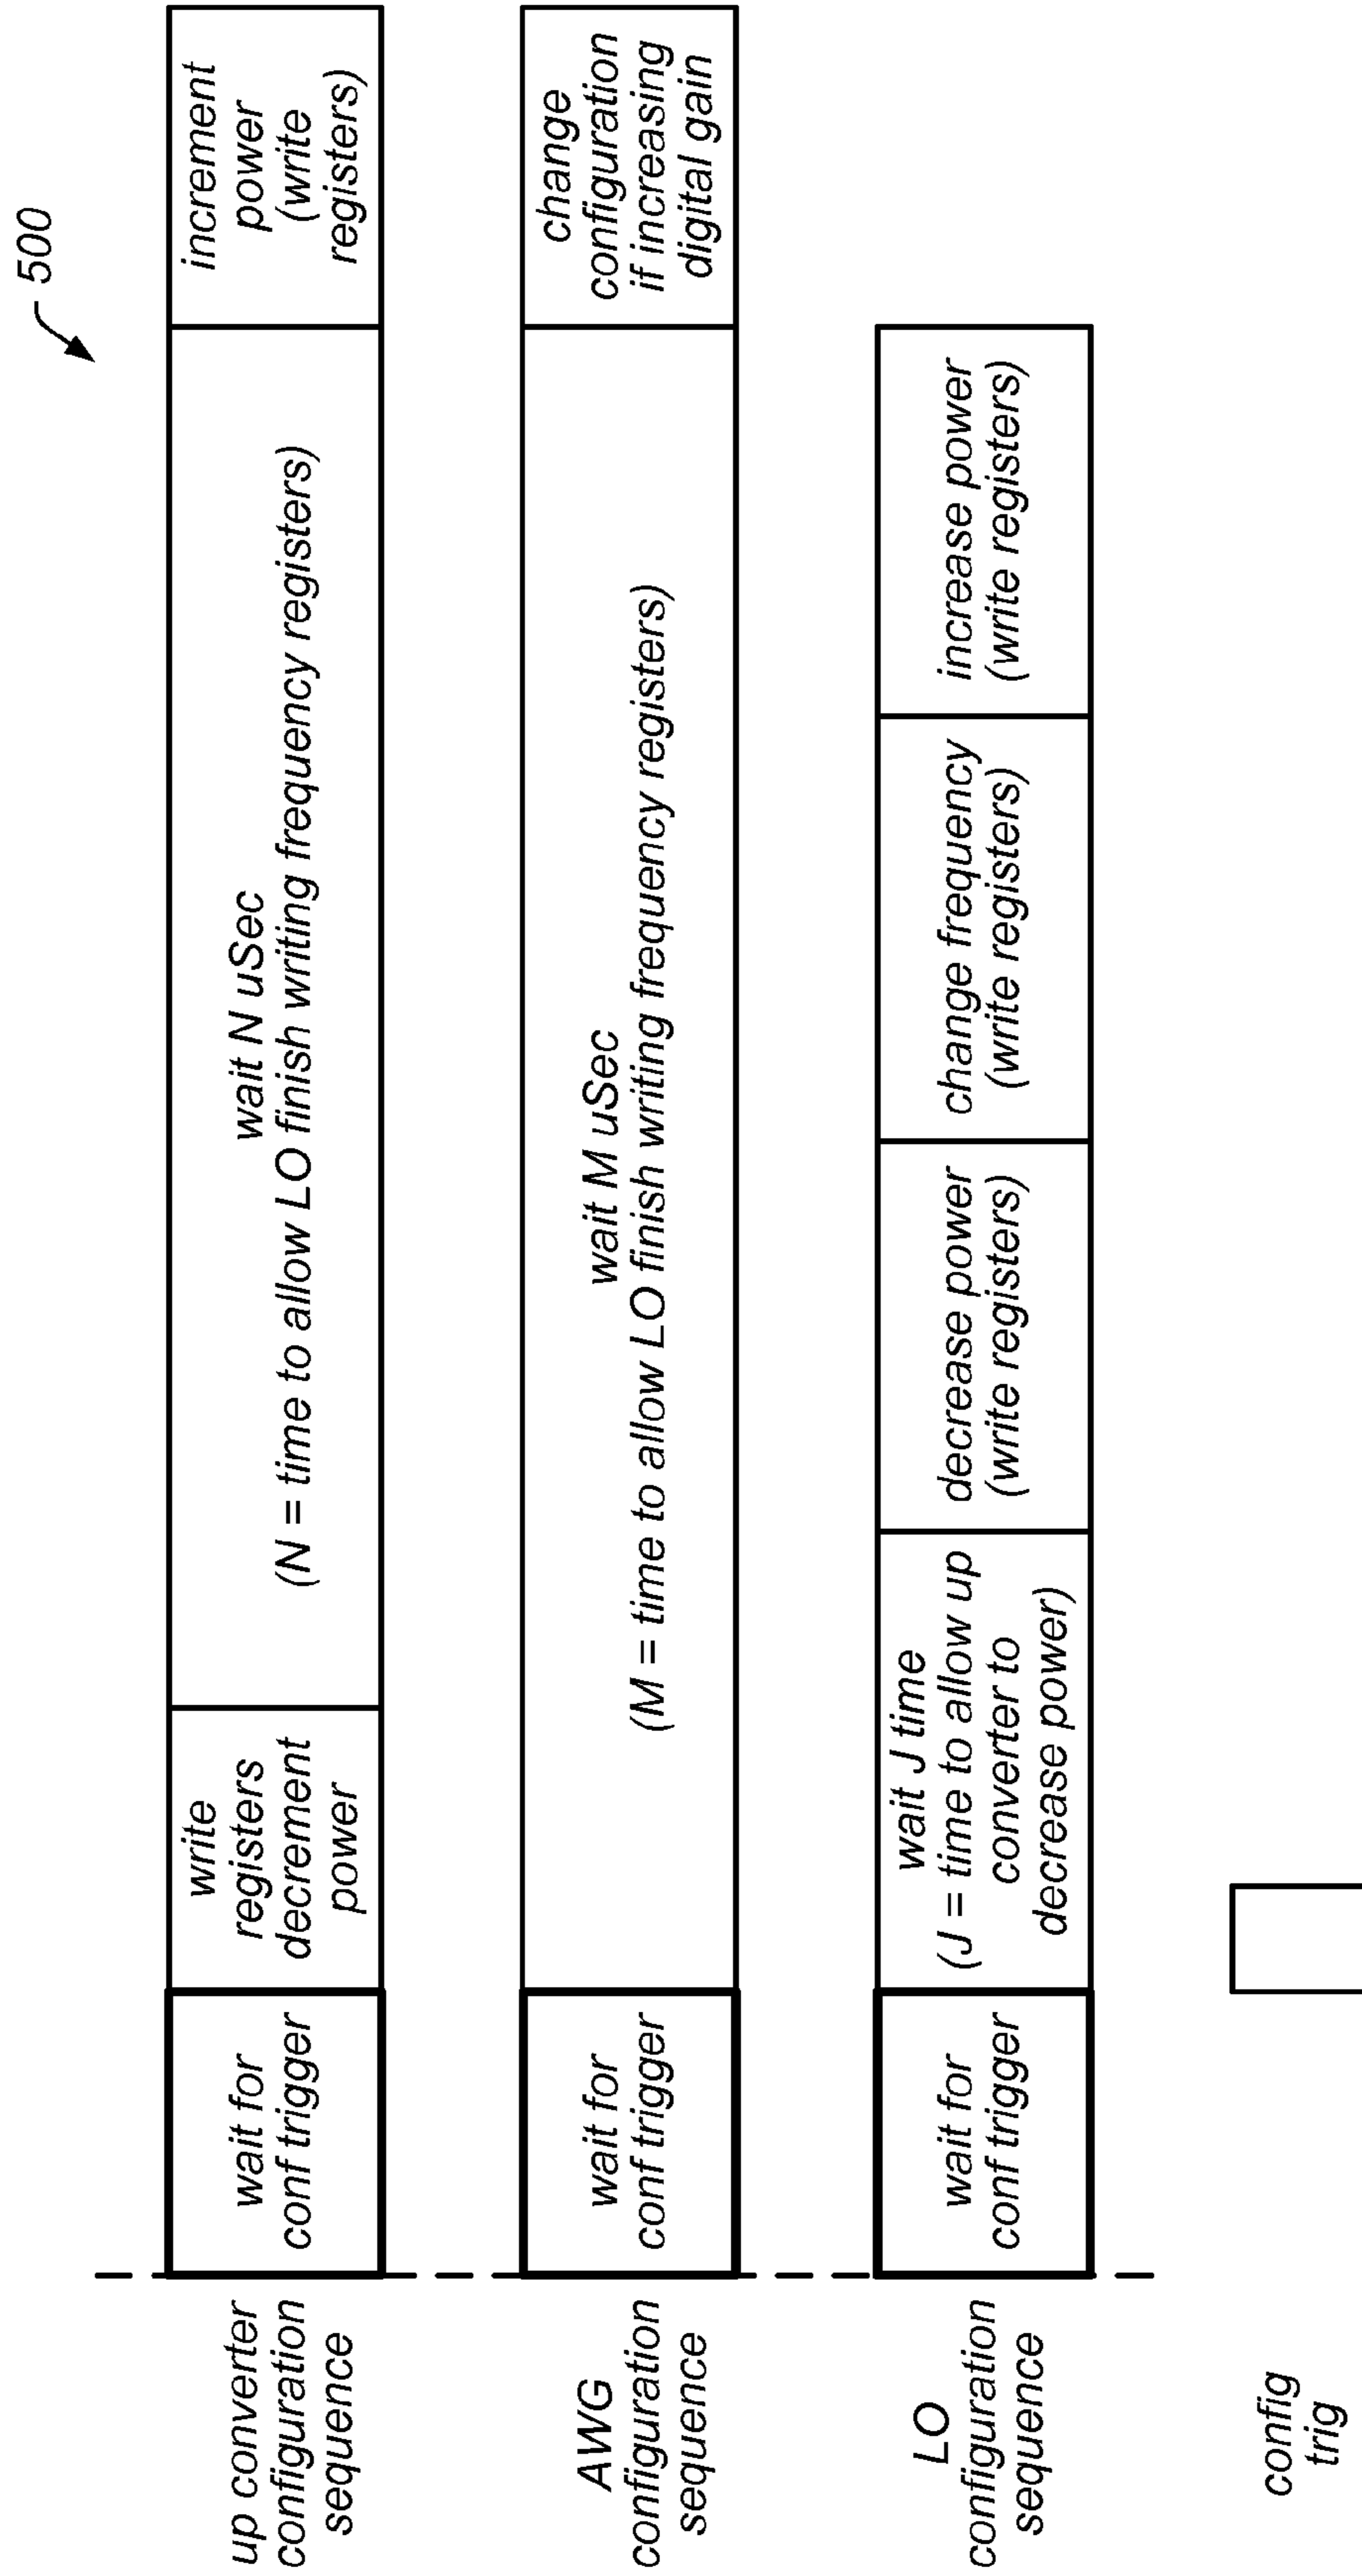 500
up converter
configuration
sequence
wait for
conf trigger
write
registers
decrement
power
wait N uSec
(N = time to allow LO finish writing frequency registers)
increment
power
(write
registers)
AWG
configuration
sequence
wait for
conf trigger
wait M uSec
(M = time to allow LO finish writing frequency registers)
change
configuration
if increasing
digital gain
LO
configuration
sequence
wait for
conf trigger
wait J time
(J = time to allow up
converter to
decrease power)
decrease power
(write registers)
change frequency
(write registers)
increase power
(write registers)
config
trig